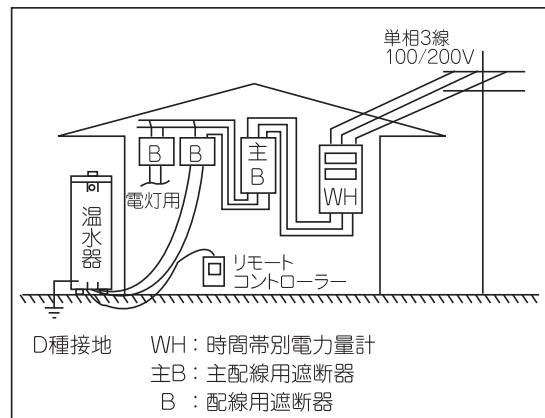 単相3線
100/200V
主
B
B
B
WH
電灯用
温水器
リモート
コントローラー
D種接地
WH：時間帯別電力量計
主B：主配線用遮断器
B：配線用遮断器